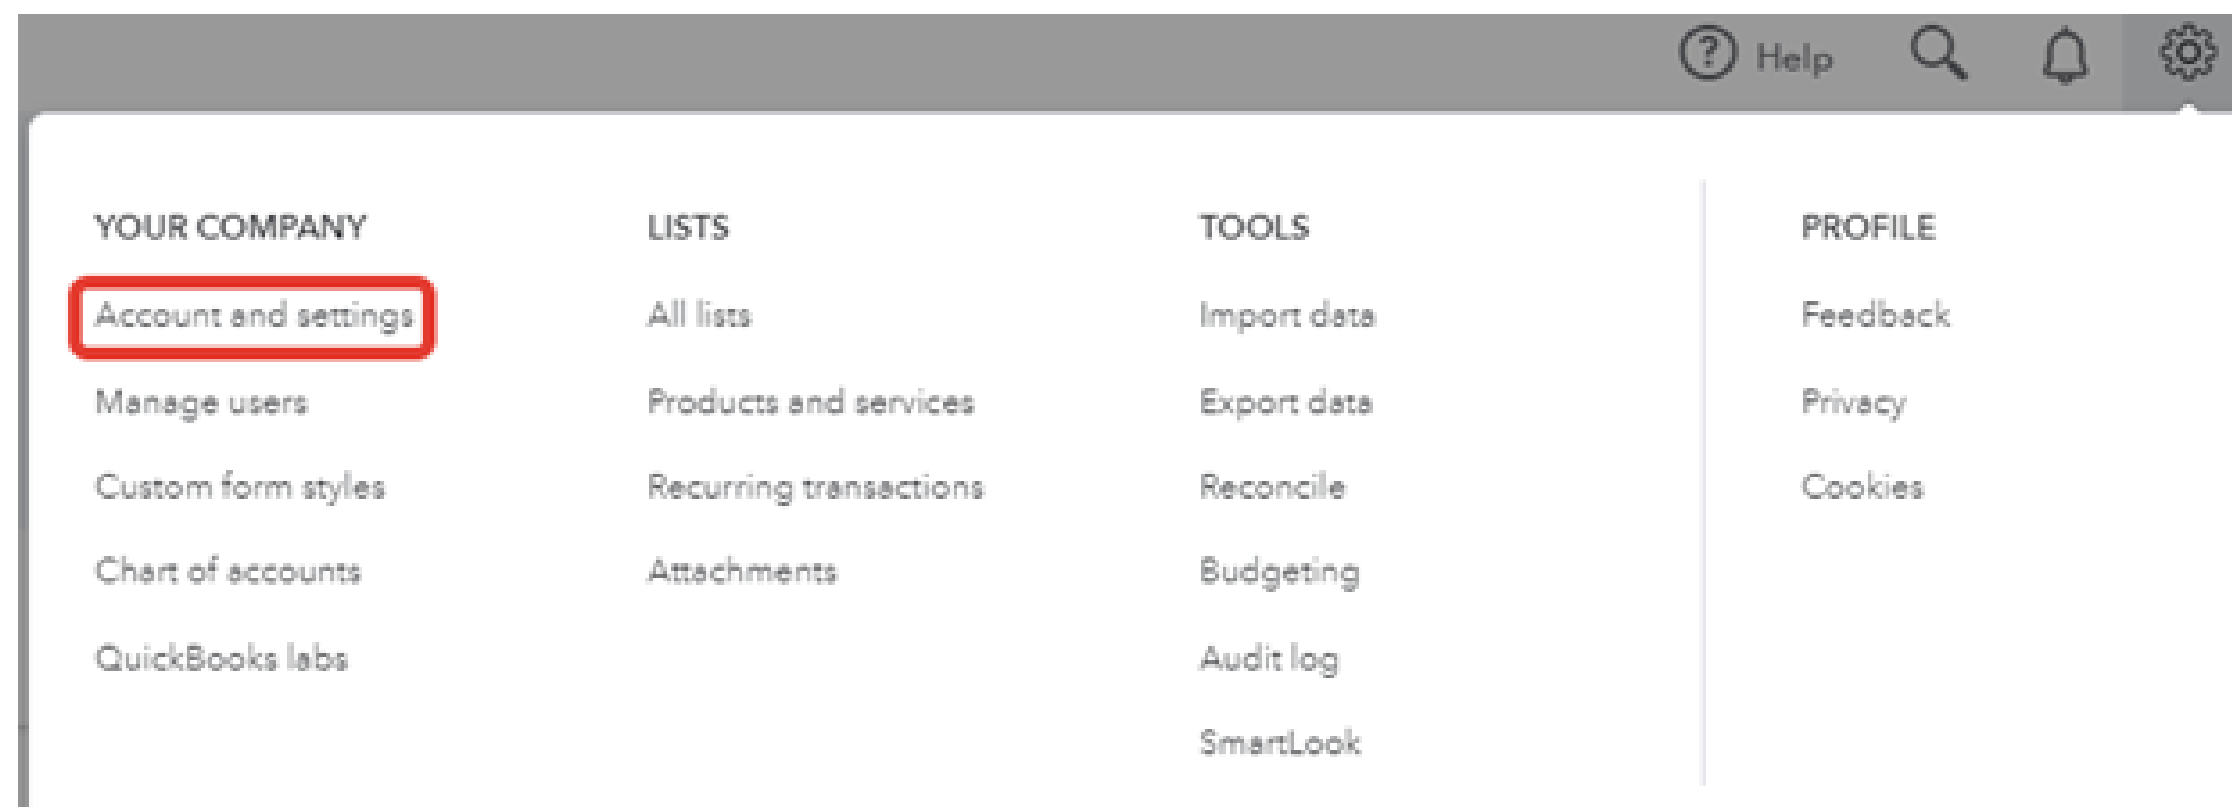 ? Help
YOUR COMPANY
Account and settings
Manage users
Custom form styles
Chart of accounts
QuickBooks labs
LISTS
All lists
Products and services
Recurring transactions
Attachments
TOOLS
Import data
Export data
Reconcile
Budgeting
Audit log
SmartLook
PROFILE
Feedback
Privacy
Cookies